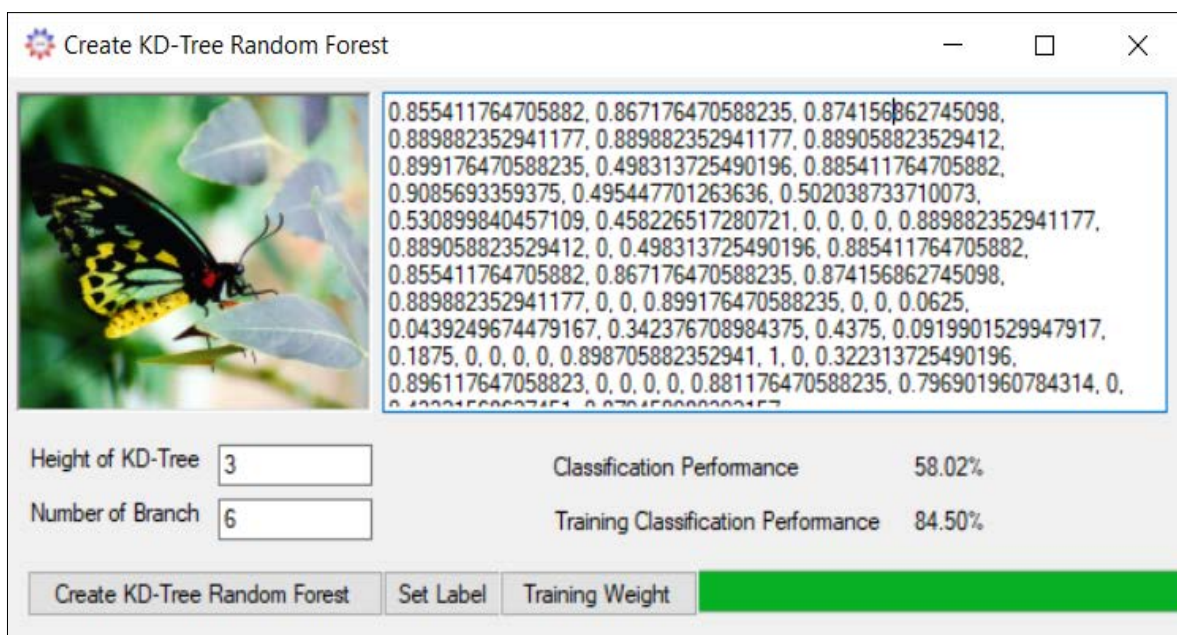 Create KD-Tree Random Forest
0.855411764705882, 0.867176470588235, 0.874156862745098,
0.889882352941177, 0.889882352941177, 0.889058823529412,
0.899176470588235, 0.498313725490196, 0.885411764705882,
0.9085693359375, 0.495447701263636, 0.502038733710073,
0.530899840457109, 0.458226517280721, 0, 0, 0, 0, 0.889882352941177,
0.889058823529412, 0, 0.498313725490196, 0.885411764705882,
0.855411764705882, 0.867176470588235, 0.874156862745098,
0.889882352941177, 0, 0, 0.899176470588235, 0, 0, 0.0625,
0.0439249674479167, 0.342376708984375, 0.4375, 0.0919901529947917,
0.1875, 0, 0, 0, 0, 0.898705882352941, 1, 0, 0.322313725490196,
0.896117647058823, 0, 0, 0, 0, 0.881176470588235, 0.796901960784314, 0,
Height of KD-Tree 3
Classification Performance 58.02%
Number of Branch 6
Training Classification Performance 84.50%
Create KD-Tree Random Forest Set Label Training Weight